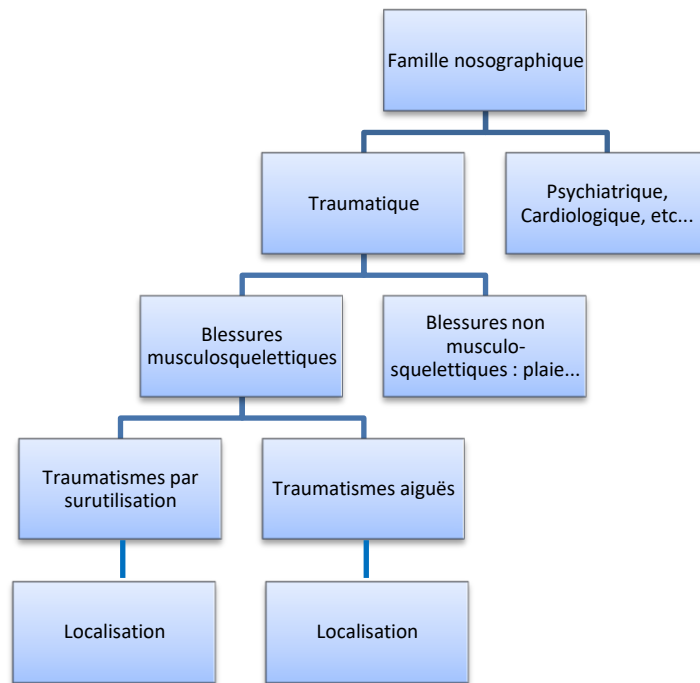 Famille nosographique
Traumatique
Psychiatrique,
Cardiologique, etc...
Blessures
musculosquelettiques
Blessures non
musculo-
squelettiques : plaie...
Traumatismes par
surutilisation
Traumatismes aiguës
Localisation
Localisation